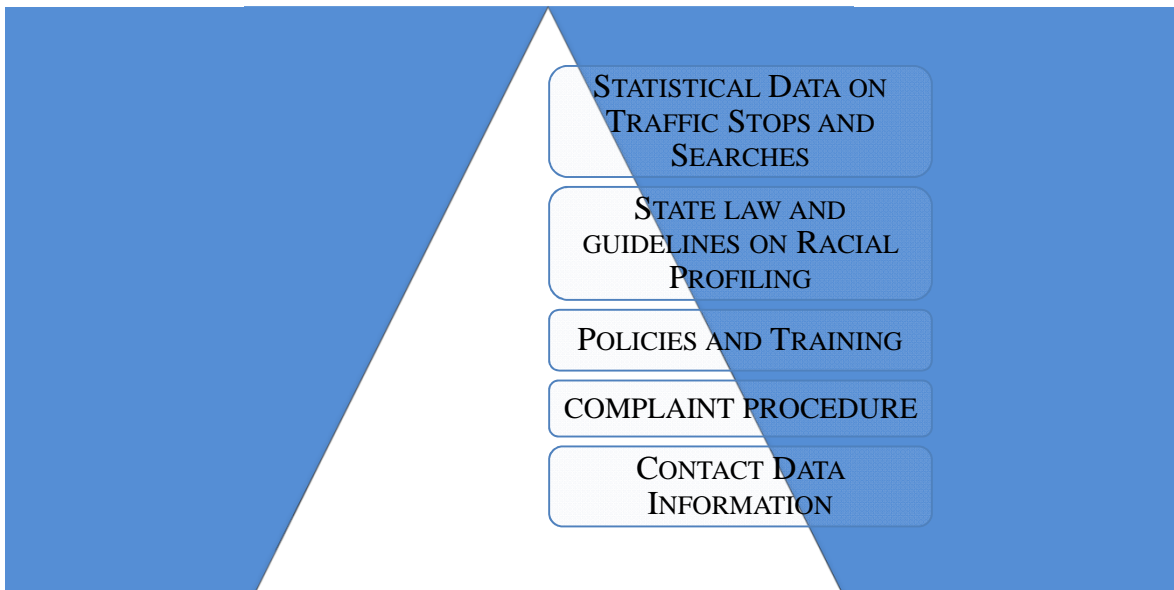 STATISTICAL DATA ON
TRAFFIC STOPS AND
SEARCHES
STATE LAW AND
GUIDELINES ON RACIAL
PROFILING
POLICIES AND TRAINING
COMPLAINT PROCEDURE
CONTACT DATA
INFORMATION